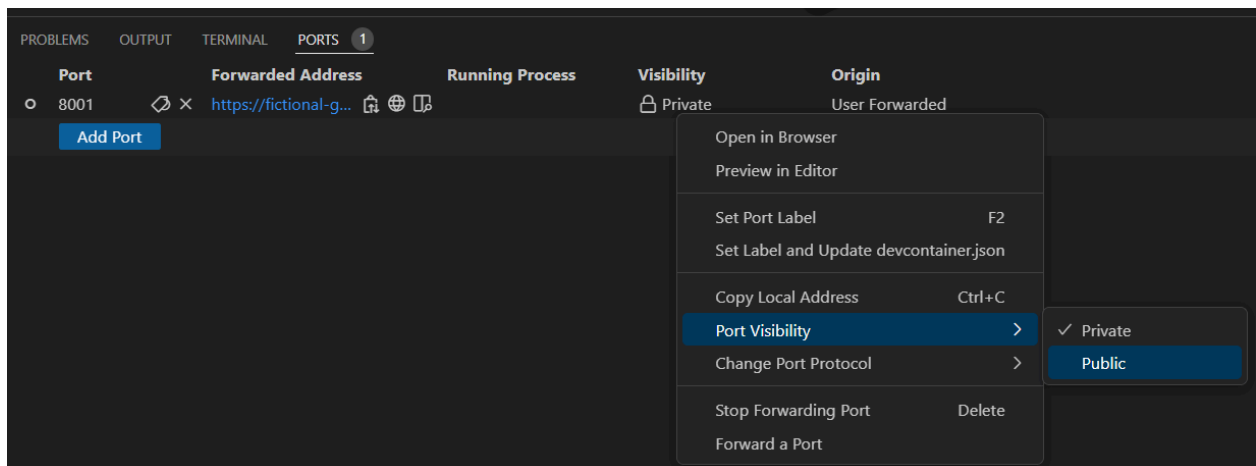 PROBLEMS OUTPUT TERMINAL PORTS 1
Port Forwarded Address Running Process Visibility Origin
8001 https://fictional-g... Private User Forwarded
Add Port
Open in Browser
Preview in Editor
Set Port Label F2
Set Label and Update devcontainer.json
Copy Local Address Ctrl+C
Port Visibility
Private
Change Port Protocol
Public
Stop Forwarding Port Delete
Forward a Port